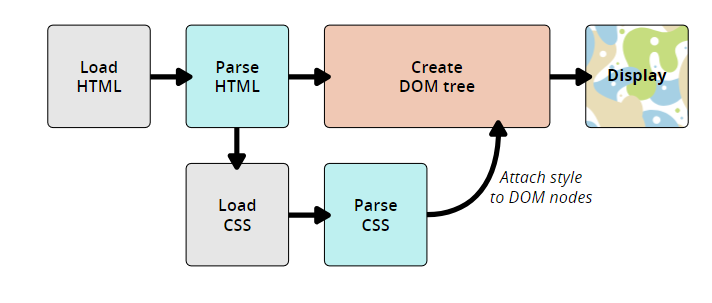 Load
HTML
Parse
HTML
Create
DOM tree
Display
Load
CSS
Parse
CSS
Attach style
to DOM nodes